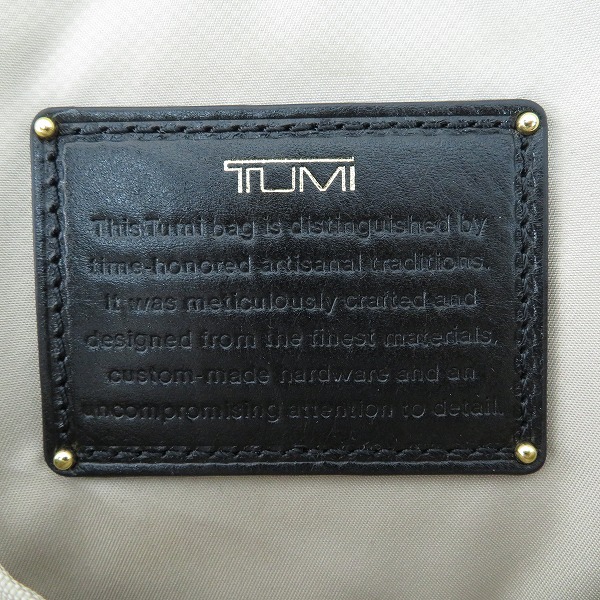 TUMI
This Tumi bag is distinguished by
time-honored artisanal traditions.
It was meticulously crafted and
designed from the finest materials,
custom-made hardware and an
uncompromising attention to detail.